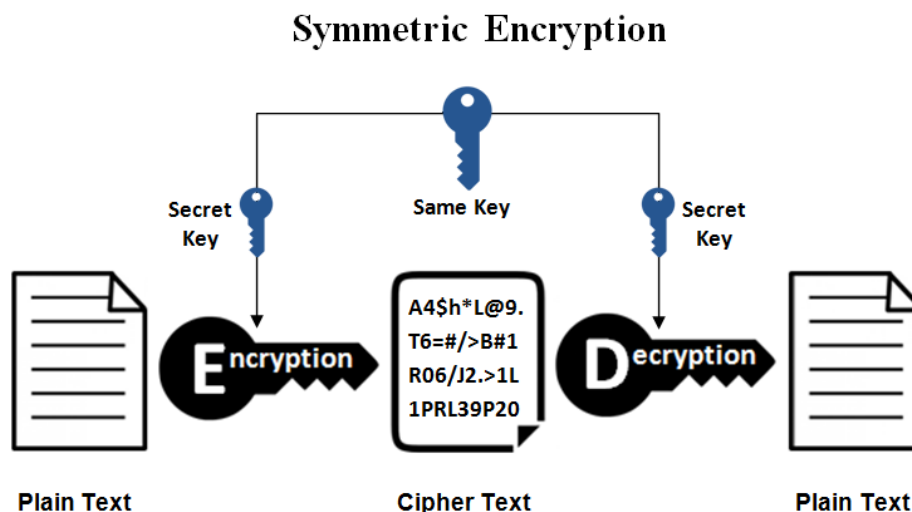 Symmetric Encryption
Secret
Key
Same Key
Secret
Key
Encryption
A4$h*L@9.
T6=#/>B#1
R06/J2.>1L
1PRL39P20
Decryption
Plain Text
Cipher Text
Plain Text